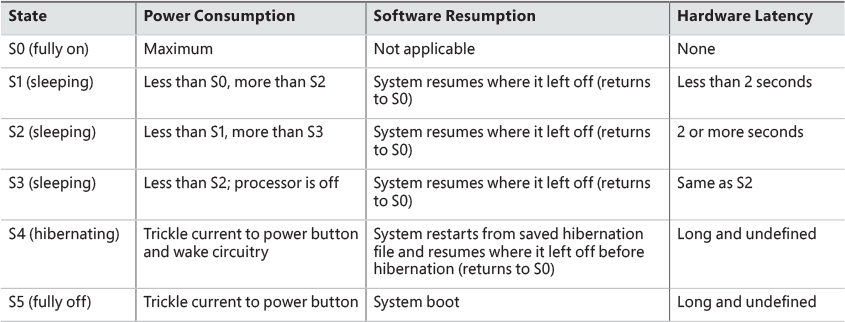 State Power Consumption Software Resumption Hardware Latency
S0 (fully on) Maximum Not applicable None
S1 (sleeping) Less than S0, more than S2 System resumes where it left off (returns Less than 2 seconds
to S0)
S2 (sleeping) Less than S1, more than S3 System resumes where it left off (returns 2 or more seconds
to S0)
S3 (sleeping) Less than S2; processor is off System resumes where it left off (returns Same as S2
to S0)
S4 (hibernating) Trickle current to power button System restarts from saved hibernation Long and undefined
and wake circuitry file and resumes where it left off before
hibernation (returns to S0)
S5 (fully off) Trickle current to power button System boot Long and undefined